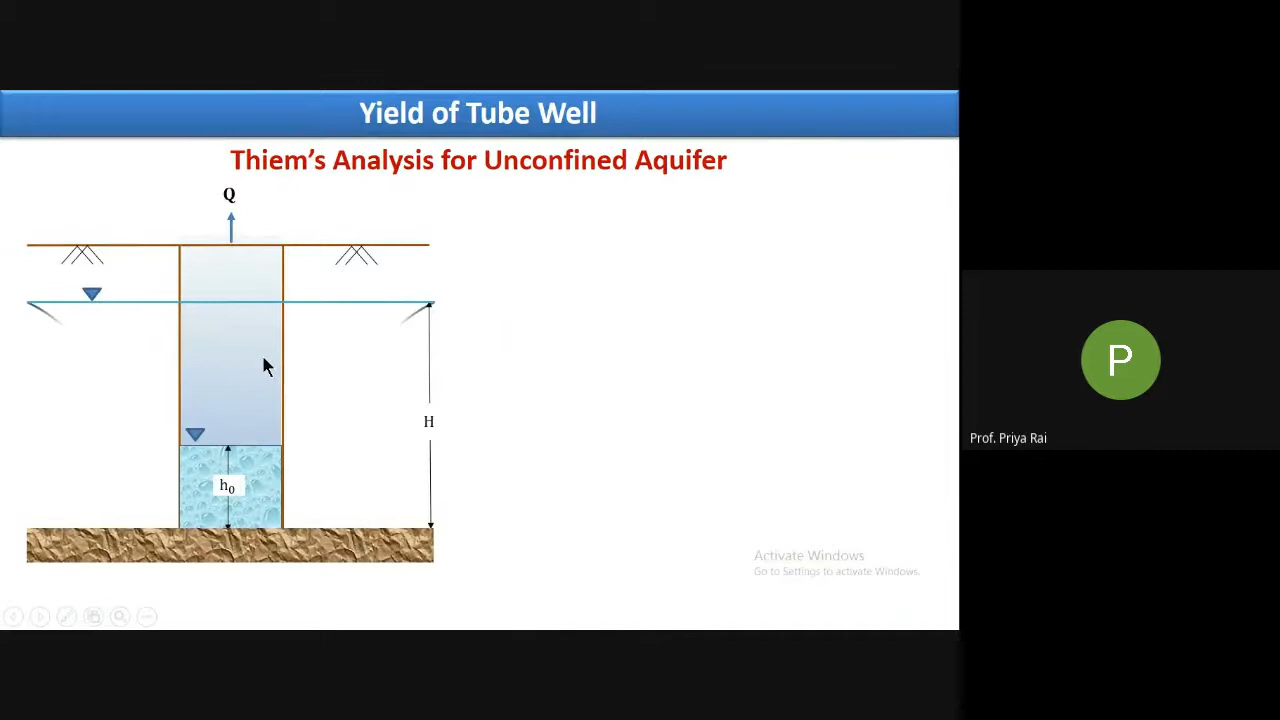 Yield of Tube Well
Thiem's Analysis for Unconfined Aquifer
Q
H
h₀
P
Prof. Priya Rai
Activate Windows
Go to Settings to activate Windows.